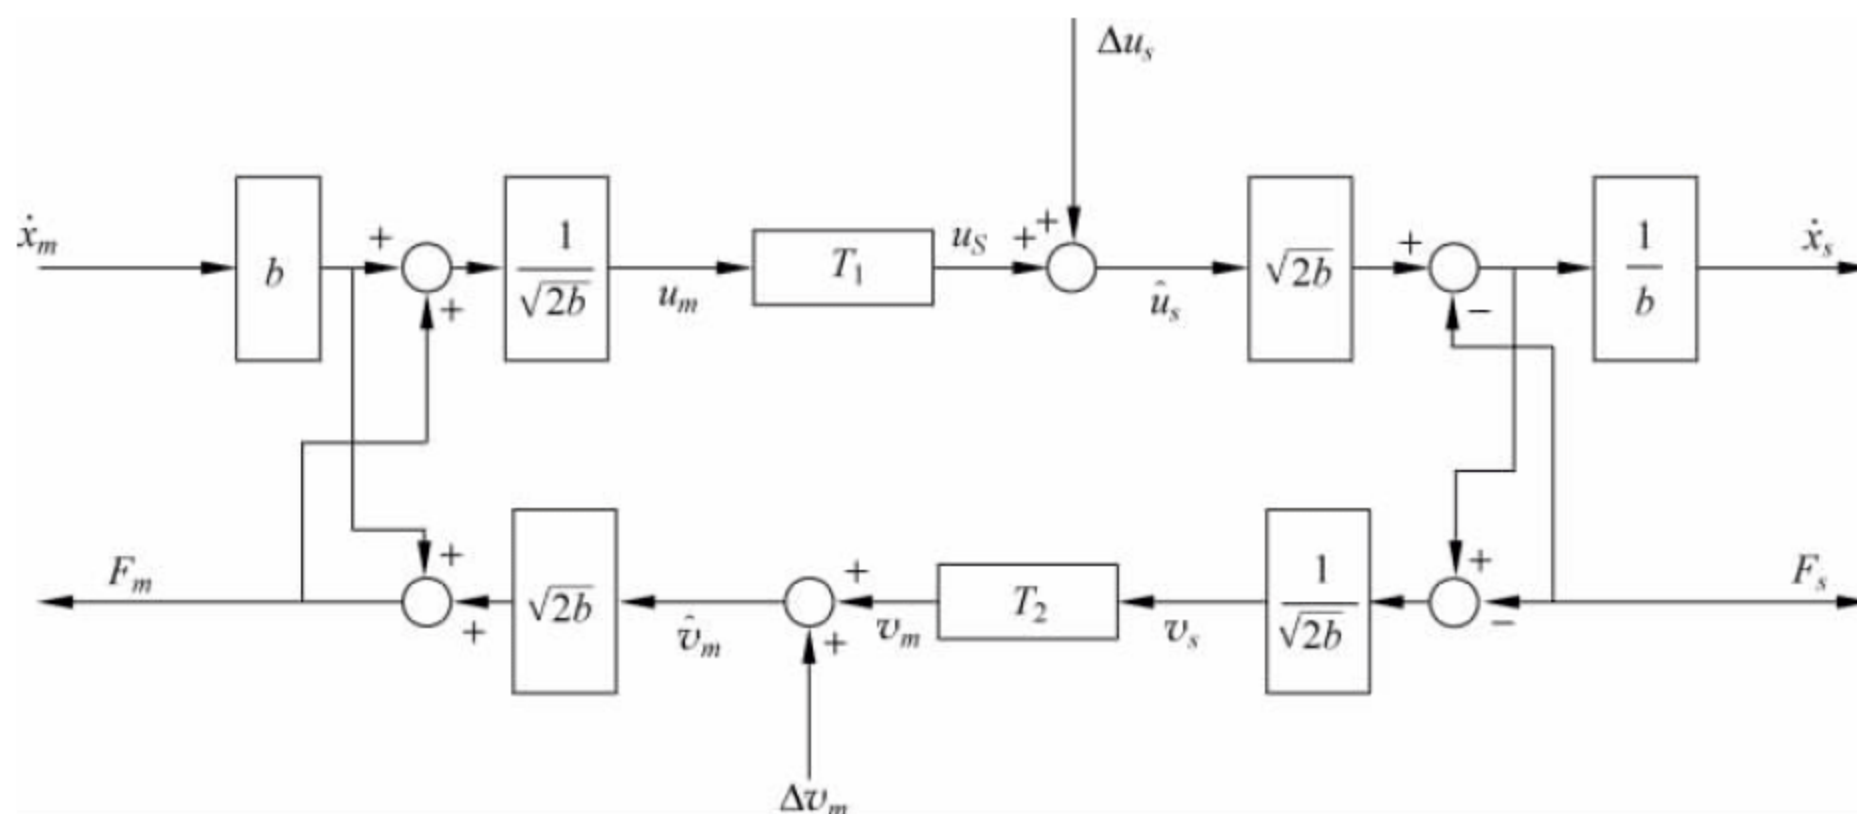 Δu_s
ẋ_m
b
+
+
1/√2b
u_m
T_1
u_S
+
+
û_s
√2b
+
−
1/b
ẋ_s
F_m
+
+
√2b
v̂_m
+
+
v_m
T_2
v_s
1/√2b
+
−
F_s
Δv_m